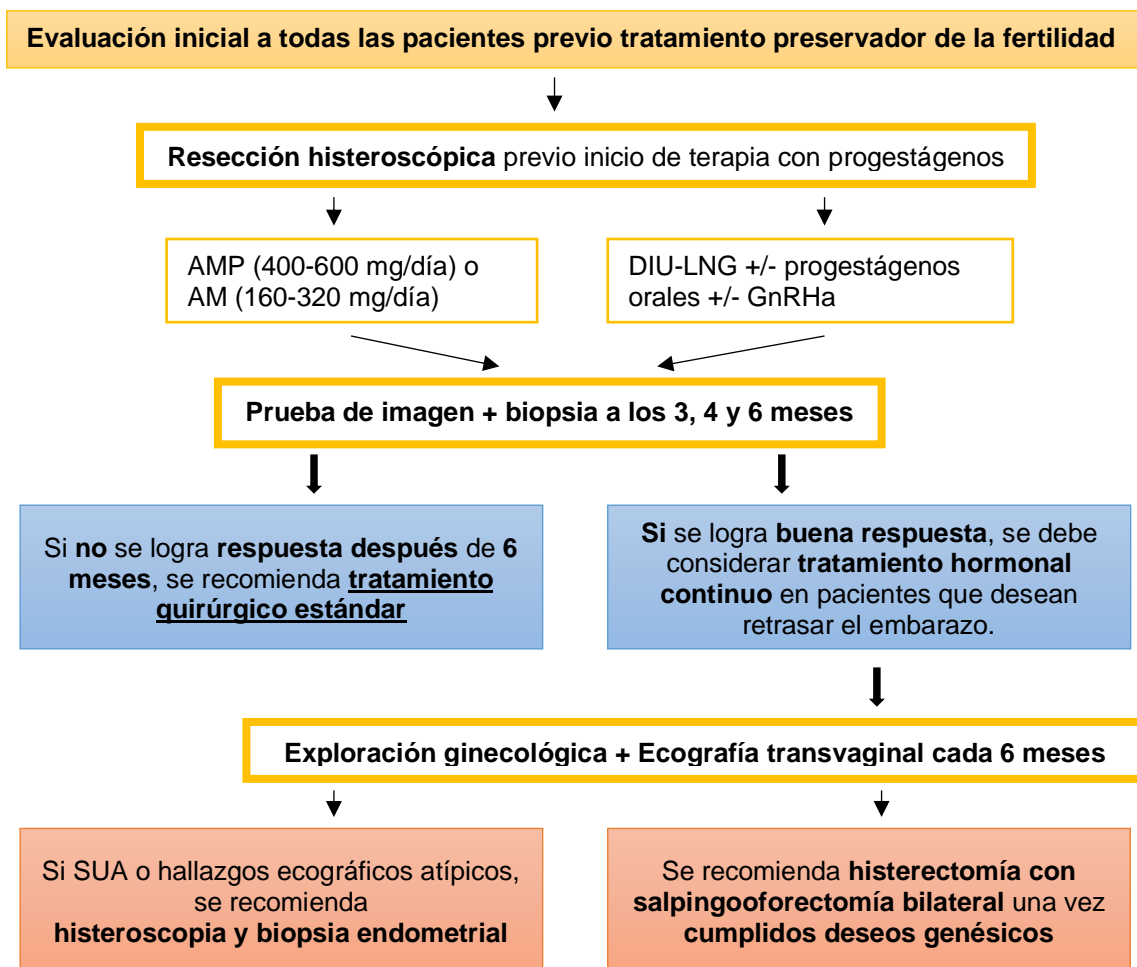 Evaluación inicial a todas las pacientes previo tratamiento preservador de la fertilidad
Resección histeroscópica previo inicio de terapia con progestágenos
AMP (400-600 mg/día) o
AM (160-320 mg/día)
DIU-LNG +/- progestágenos
orales +/- GnRHa
Prueba de imagen + biopsia a los 3, 4 y 6 meses
Si no se logra respuesta después de 6
meses, se recomienda tratamiento
quirúrgico estándar
Si se logra buena respuesta, se debe
considerar tratamiento hormonal
continuo en pacientes que desean
retrasar el embarazo.
Exploración ginecológica + Ecografía transvaginal cada 6 meses
Si SUA o hallazgos ecográficos atípicos,
se recomienda
histeroscopia y biopsia endometrial
Se recomienda histerectomía con
salpingooforectomía bilateral una vez
cumplidos deseos genésicos